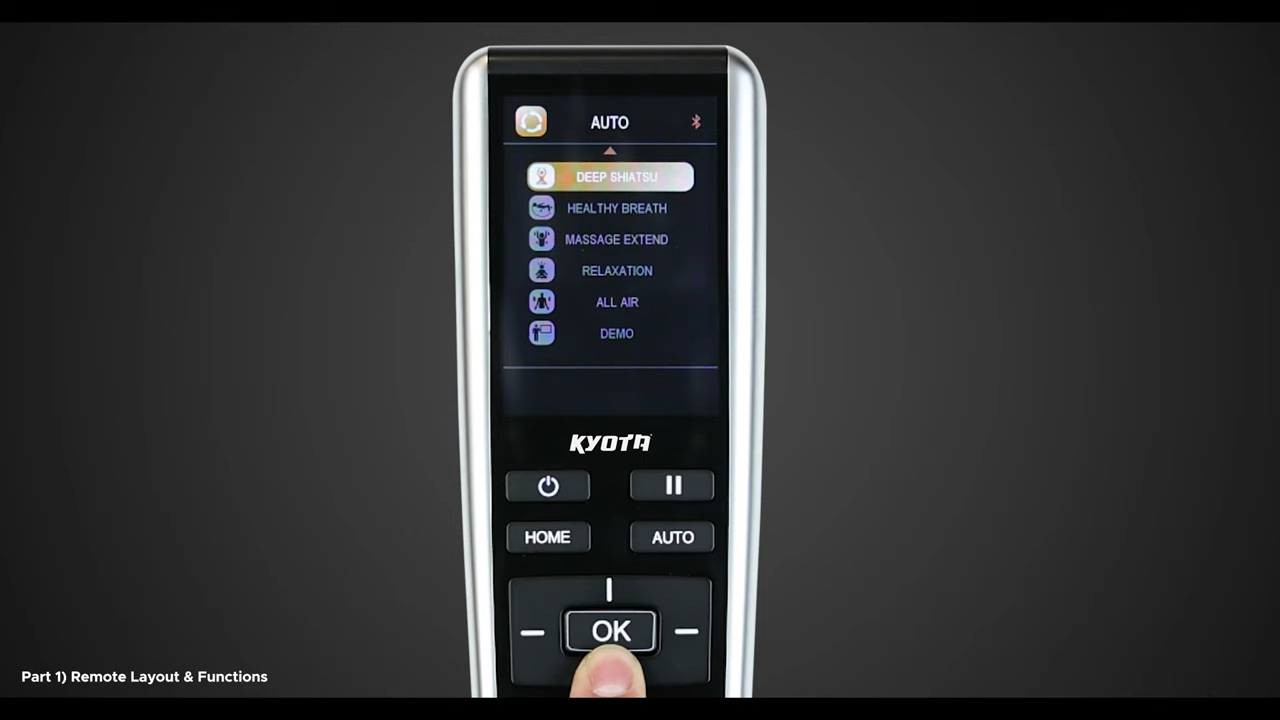 AUTO
DEEP SHIATSU
HEALTHY BREATH
MASSAGE EXTEND
RELAXATION
ALL AIR
DEMO
KYOTA
HOME
AUTO
OK
Part 1) Remote Layout & Functions